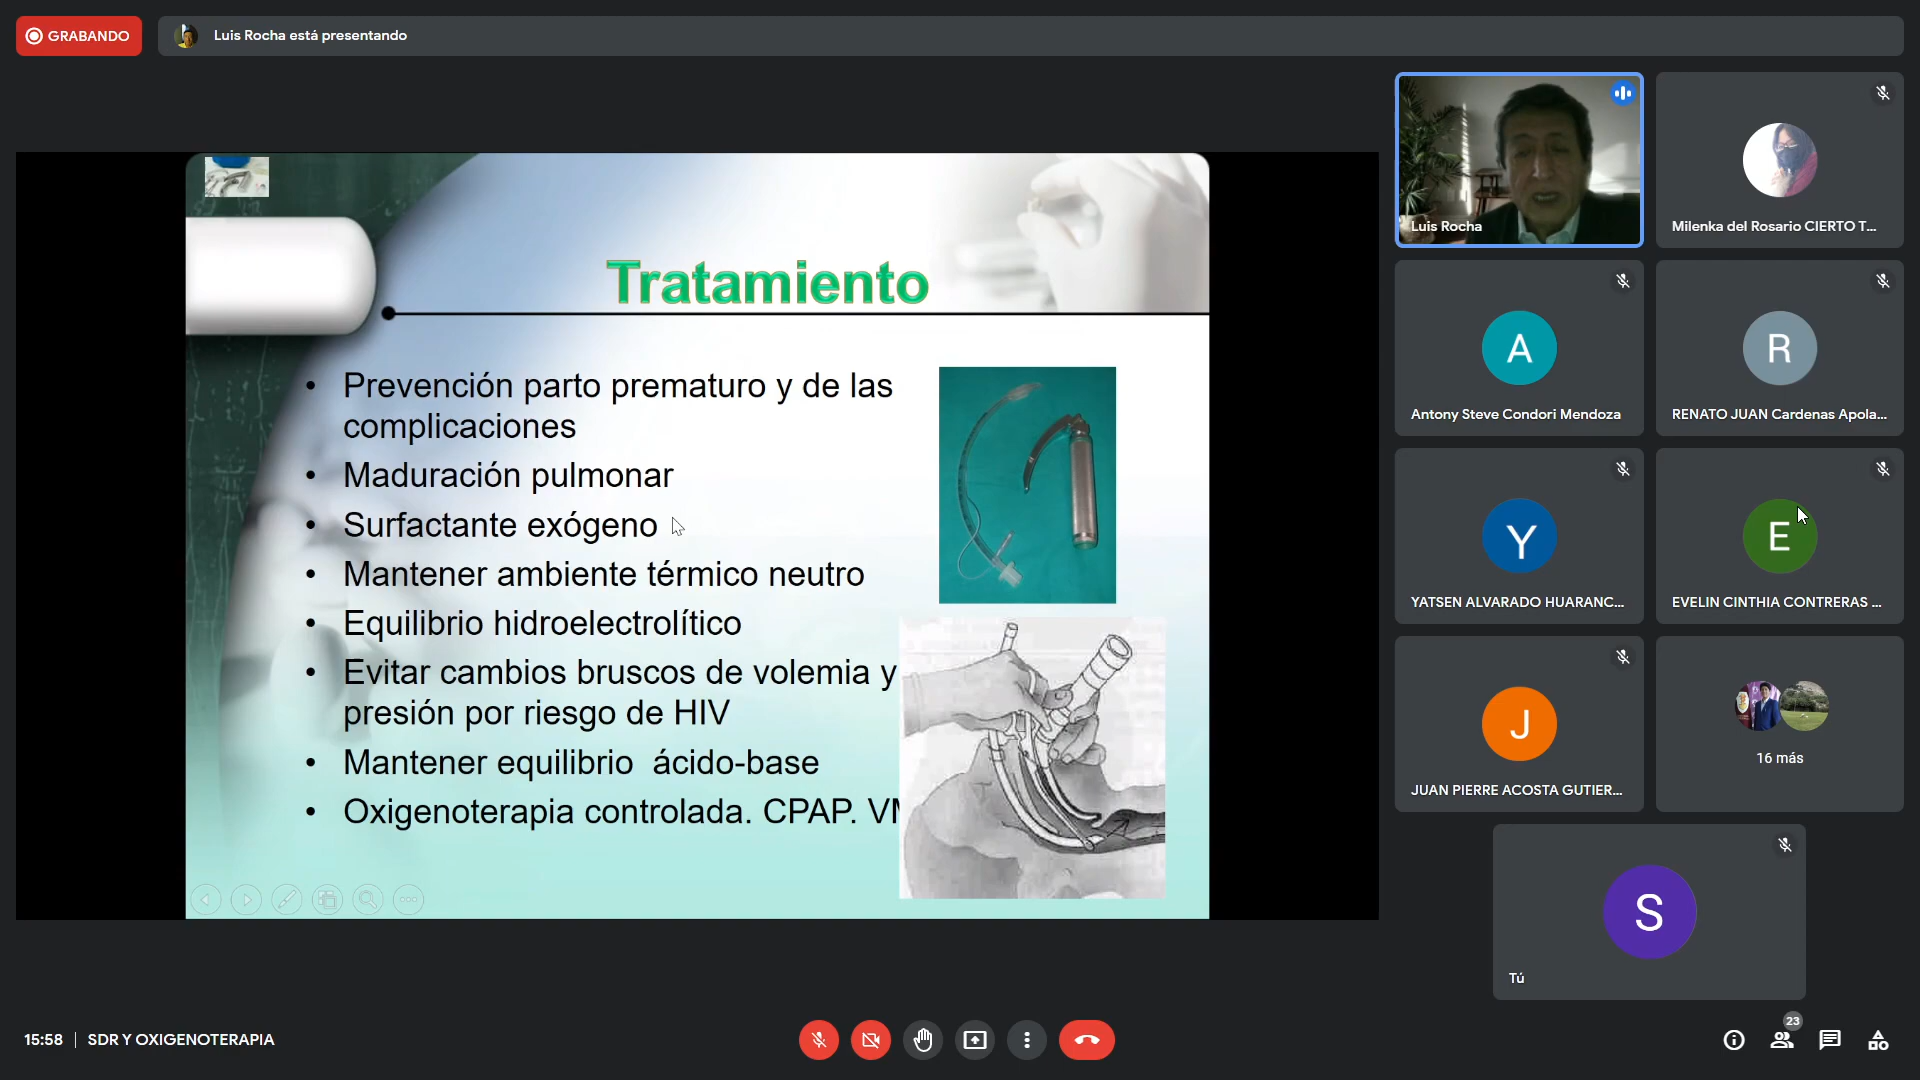 GRABANDO
Luis Rocha está presentando
Tratamiento
• Prevención parto prematuro y de las
complicaciones
• Maduración pulmonar
• Surfactante exógeno
• Mantener ambiente térmico neutro
• Equilibrio hidroelectrolítico
• Evitar cambios bruscos de volemia y
presión por riesgo de HIV
• Mantener equilibrio ácido-base
• Oxigenoterapia controlada. CPAP. VM
Luis Rocha
Milenka del Rosario CIERTO T...
A
Antony Steve Condori Mendoza
R
RENATO JUAN Cardenas Apola...
Y
YATSEN ALVARADO HUARANC...
E
EVELIN CINTHIA CONTRERAS ...
J
JUAN PIERRE ACOSTA GUTIER...
16 más
S
Tú
15:58 | SDR Y OXIGENOTERAPIA
23